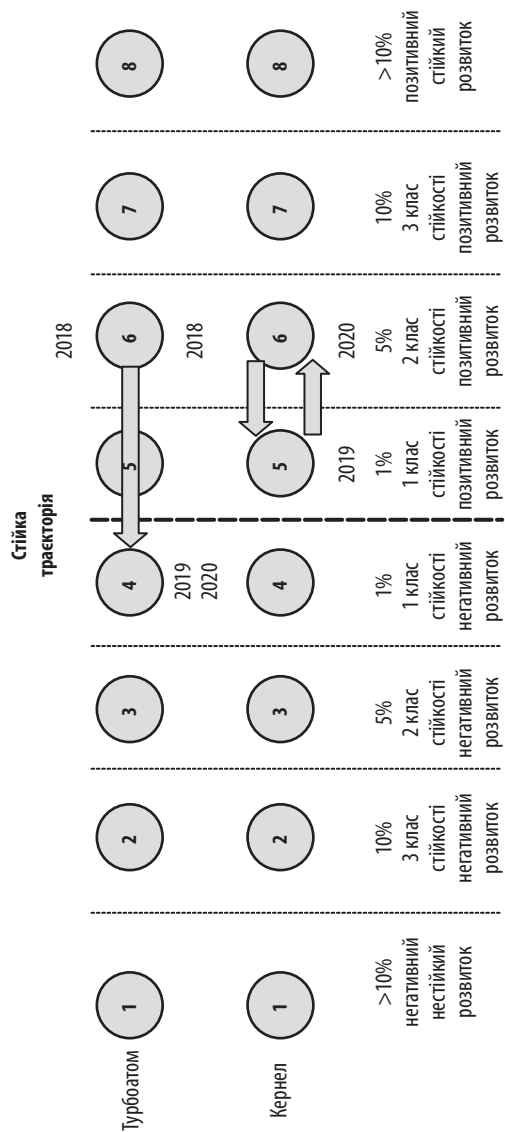 Стійка
траєкторія
2018
Турбоатом
1
2
3
4
5
6
7
8
2019
2020
2018
Кернел
1
2
3
4
5
6
7
8
2019
2020
>10%
негативний
нестійкий
розвиток
10%
3 клас
стійкості
негативний
розвиток
5%
2 клас
стійкості
негативний
розвиток
1%
1 клас
стійкості
негативний
розвиток
1%
1 клас
стійкості
позитивний
розвиток
5%
2 клас
стійкості
позитивний
розвиток
10%
3 клас
стійкості
позитивний
розвиток
>10%
позитивний
стійкий
розвиток